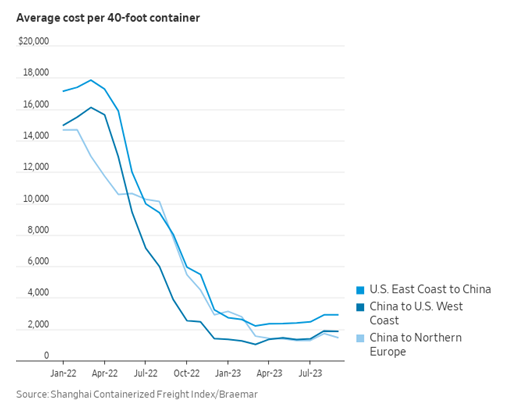 Average cost per 40-foot container
$20,000
18,000
16,000
14,000
12,000
10,000
8,000
6,000
4,000
2,000
0
Jan-22
Apr-22
Jul-22
Oct-22
Jan-23
Apr-23
Jul-23
U.S. East Coast to China
China to U.S. West
Coast
China to Northern
Europe
Source: Shanghai Containerized Freight Index/Braemar